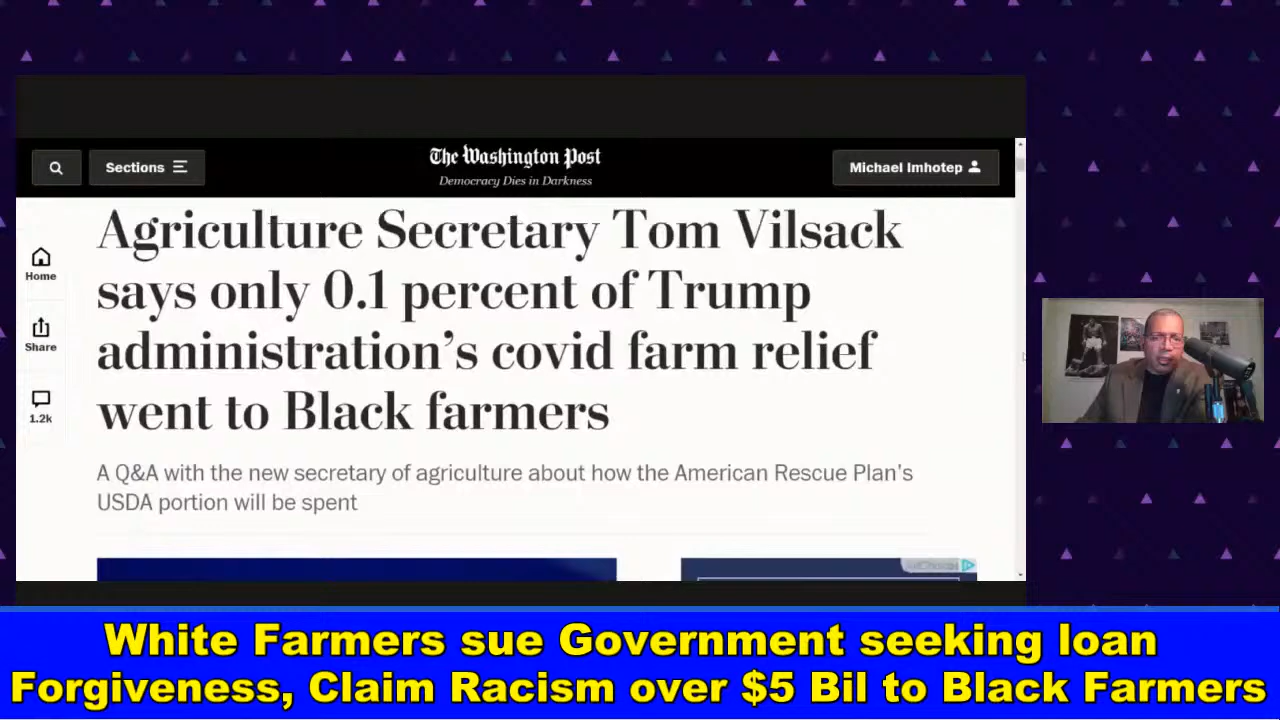 Sections
The Washington Post
Democracy Dies in Darkness
Michael Imhotep
Agriculture Secretary Tom Vilsack
says only 0.1 percent of Trump
administration’s covid farm relief
went to Black farmers
Home
Share
1.2k
A Q&A with the new secretary of agriculture about how the American Rescue Plan’s
USDA portion will be spent
White Farmers sue Government seeking loan
Forgiveness, Claim Racism over $5 Bil to Black Farmers